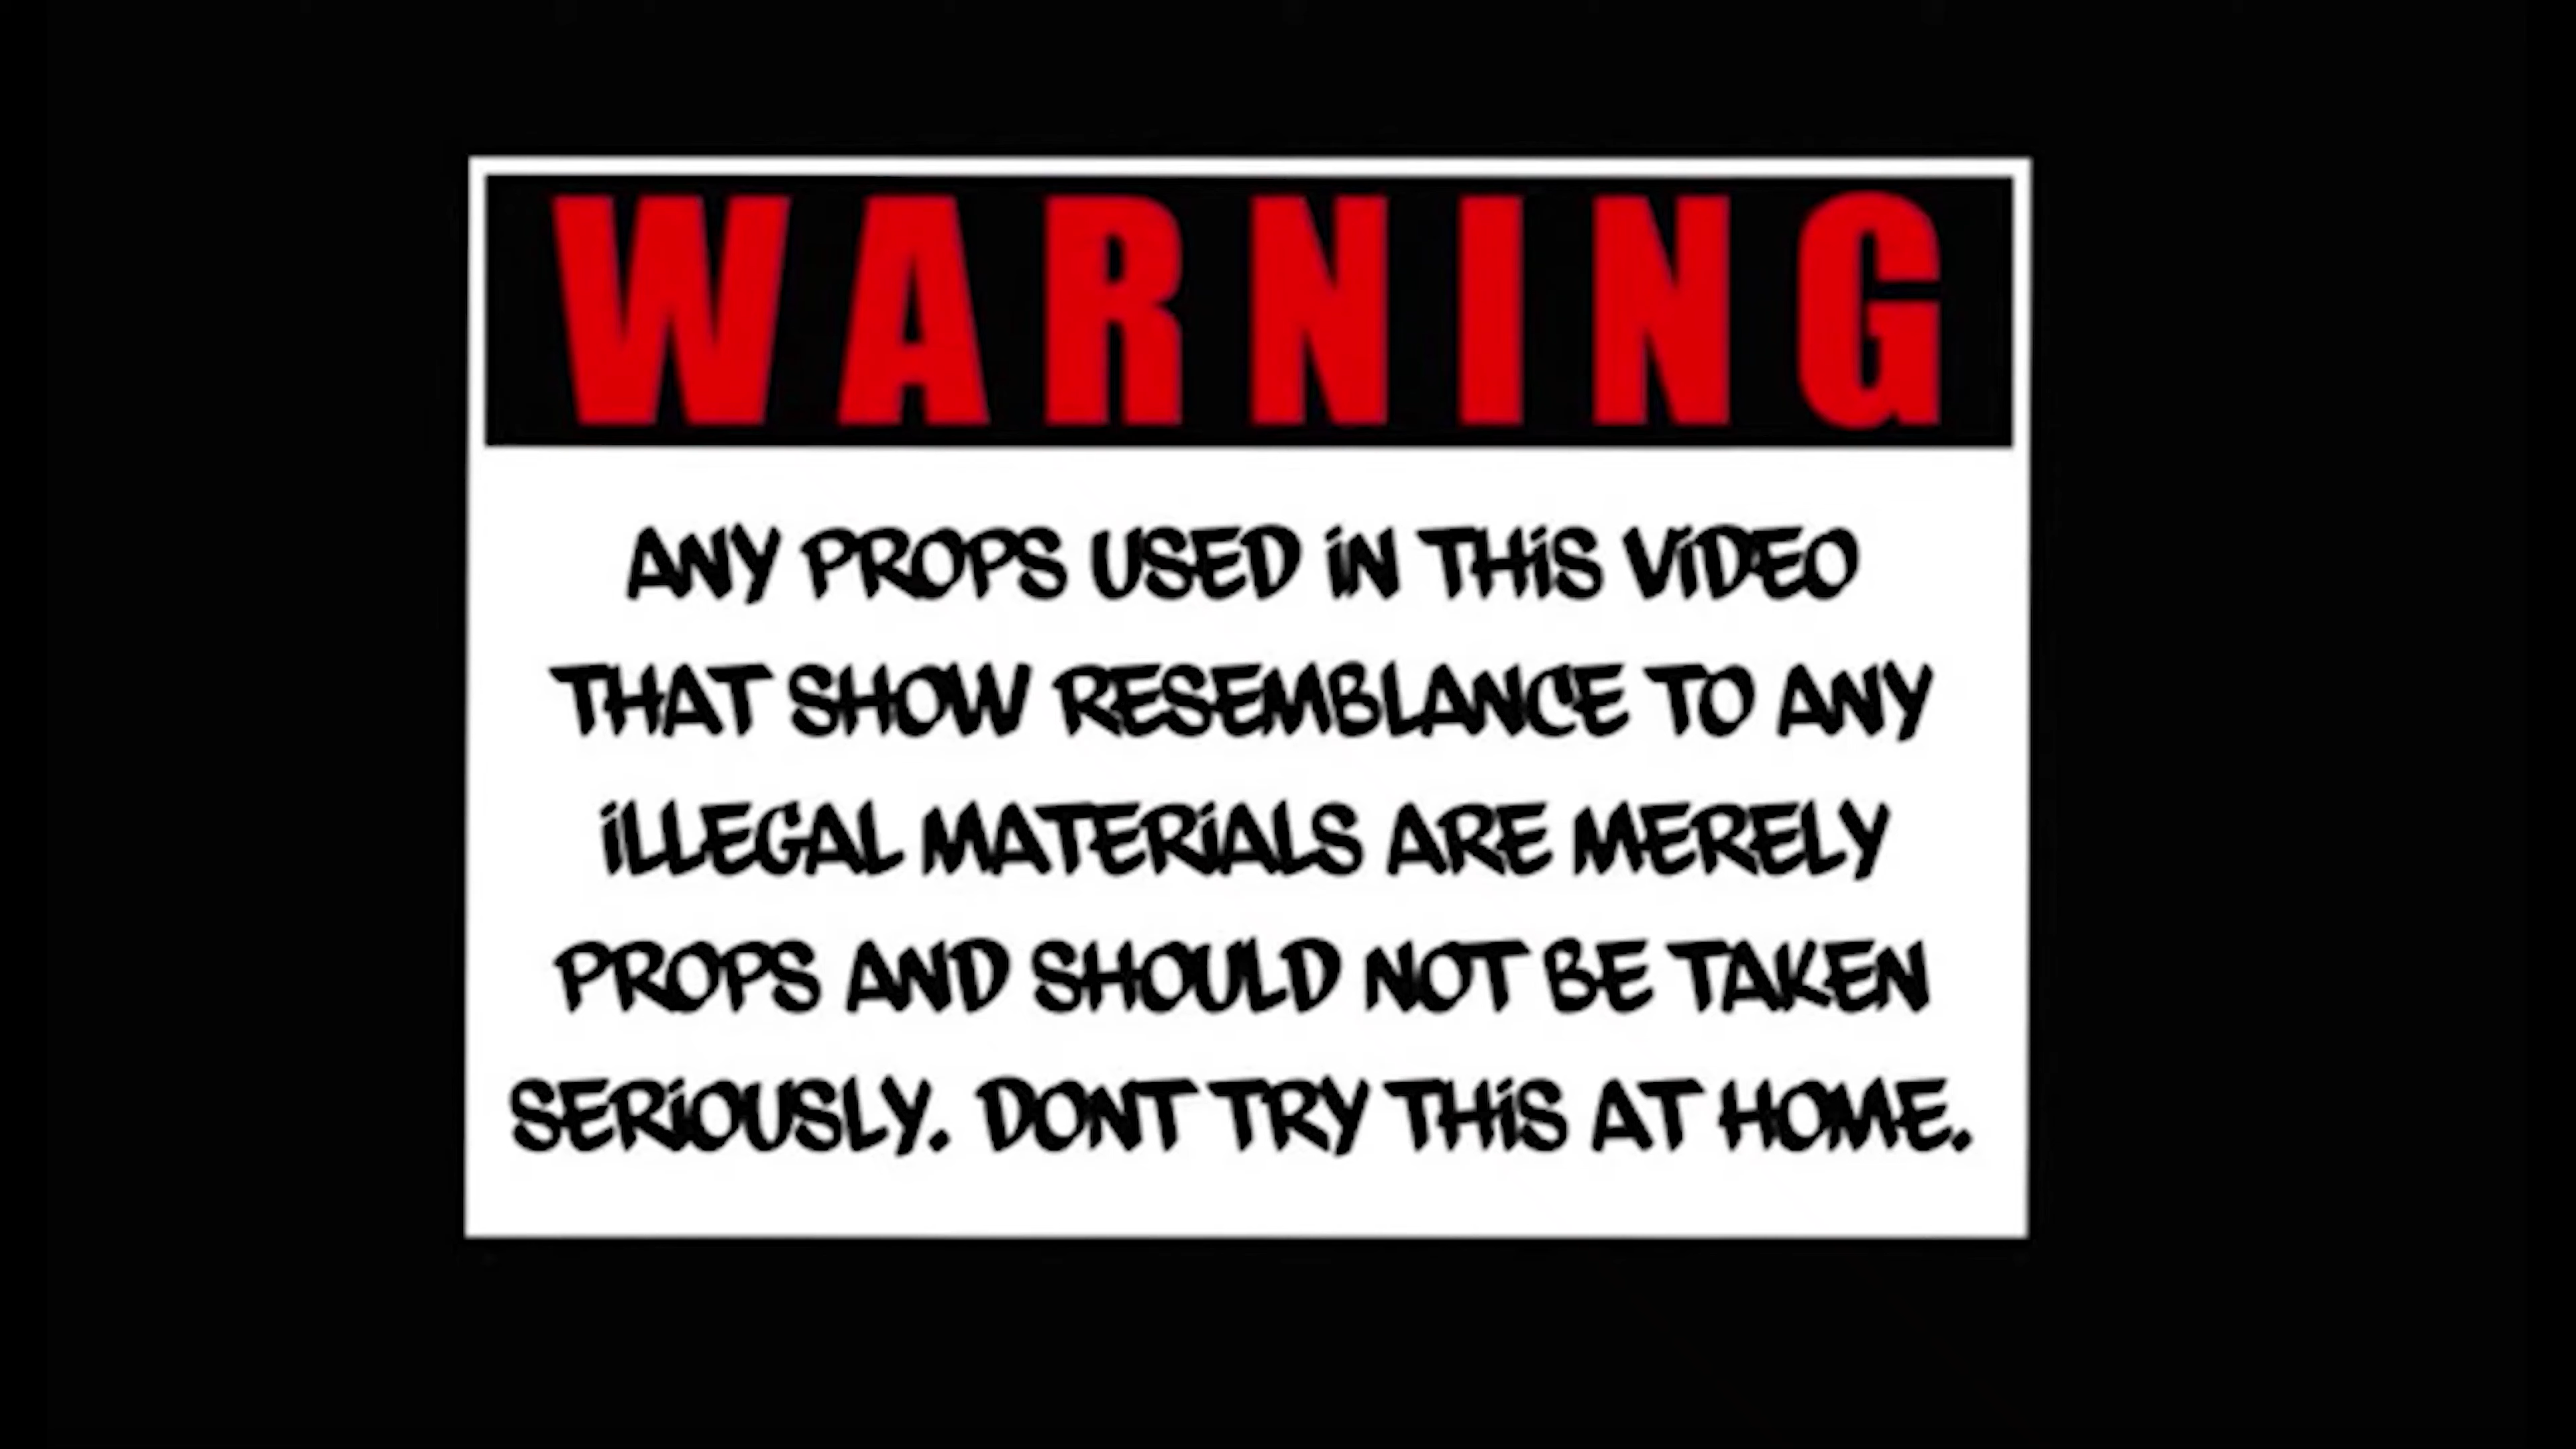 WARNING
ANY PROPS USED iN THiS ViDEO
THAT SHOW RESEMBLANCE TO ANY
iLLEGAL MATERiALS ARE MERELY
PROPS AND SHOULD NOT BE TAKEN
SERiOUSLY. DONT TRY THiS AT HOME.